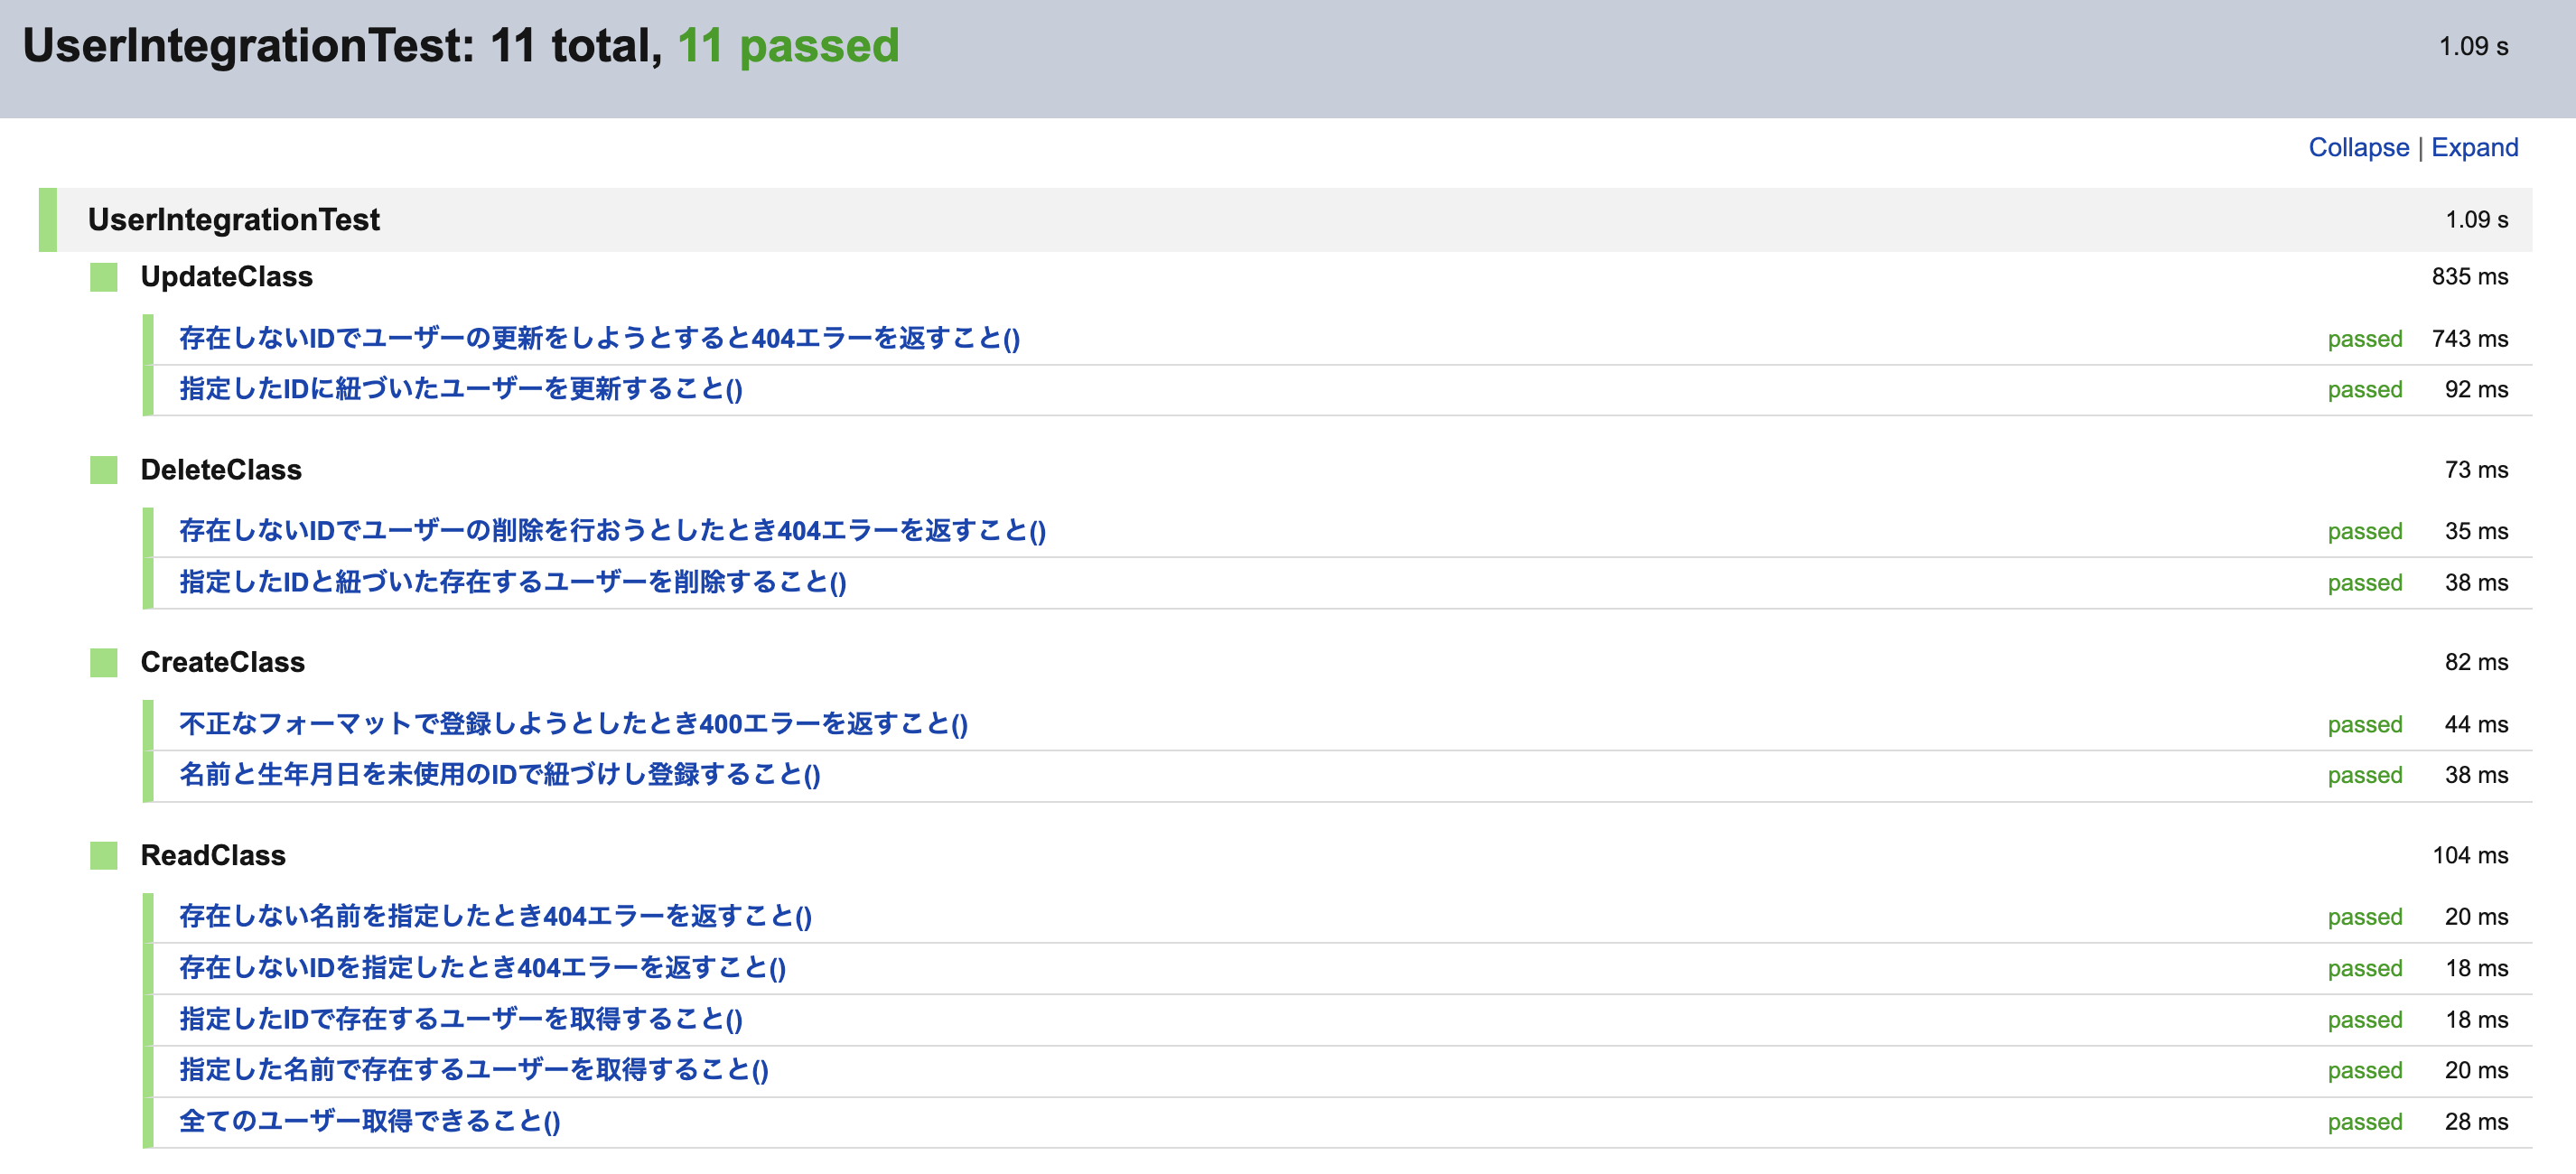 UserIntegrationTest: 11 total, 11 passed 1.09 s
Collapse | Expand
UserIntegrationTest 1.09 s
UpdateClass 835 ms
存在しないIDでユーザーの更新をしようとすると404エラーを返すこと() passed 743 ms
指定したIDに紐づいたユーザーを更新すること() passed 92 ms
DeleteClass 73 ms
存在しないIDでユーザーの削除を行おうとしたとき404エラーを返すこと() passed 35 ms
指定したIDと紐づいた存在するユーザーを削除すること() passed 38 ms
CreateClass 82 ms
不正なフォーマットで登録しようとしたとき400エラーを返すこと() passed 44 ms
名前と生年月日を未使用のIDで紐づけし登録すること() passed 38 ms
ReadClass 104 ms
存在しない名前を指定したとき404エラーを返すこと() passed 20 ms
存在しないIDを指定したとき404エラーを返すこと() passed 18 ms
指定したIDで存在するユーザーを取得すること() passed 18 ms
指定した名前で存在するユーザーを取得すること() passed 20 ms
全てのユーザー取得できること() passed 28 ms